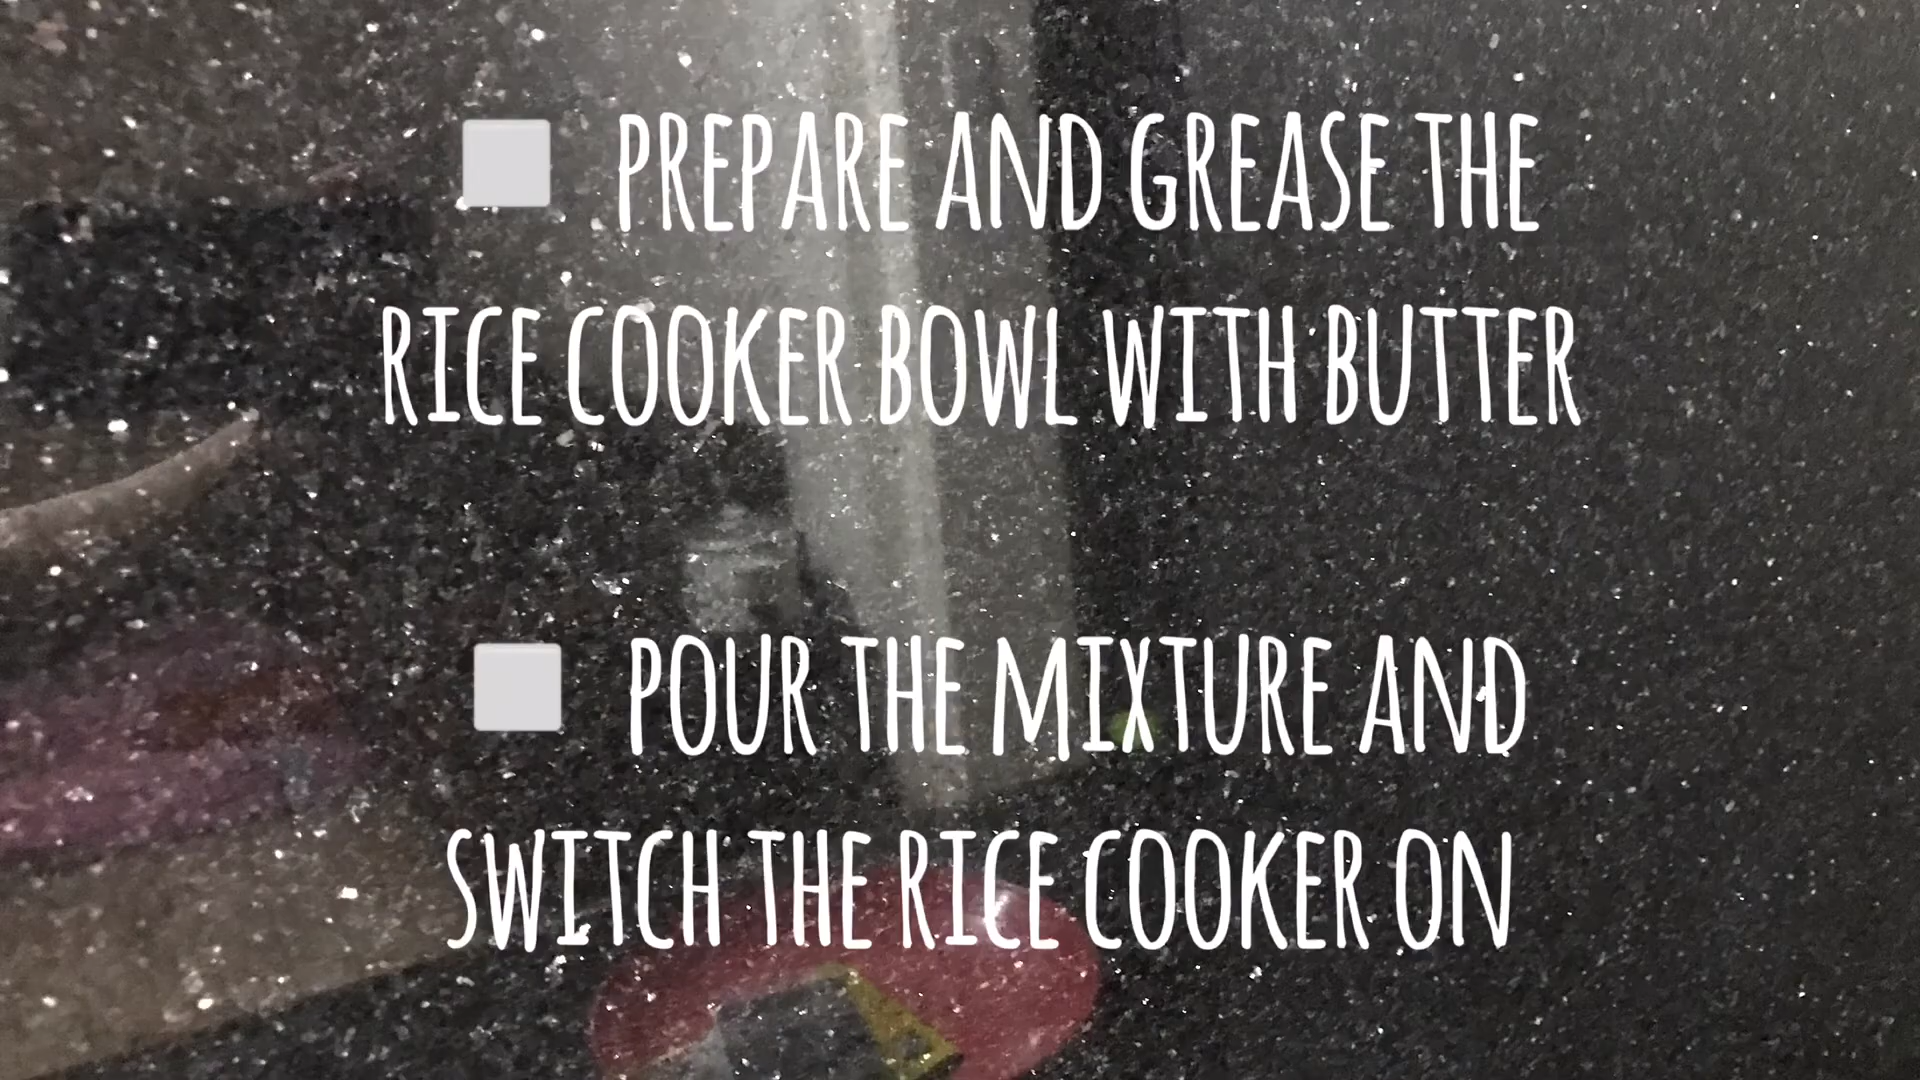 ◻️ PREPARE AND GREASE THE
RICE COOKER BOWL WITH BUTTER
◻️ POUR THE MIXTURE AND
SWITCH THE RICE COOKER ON